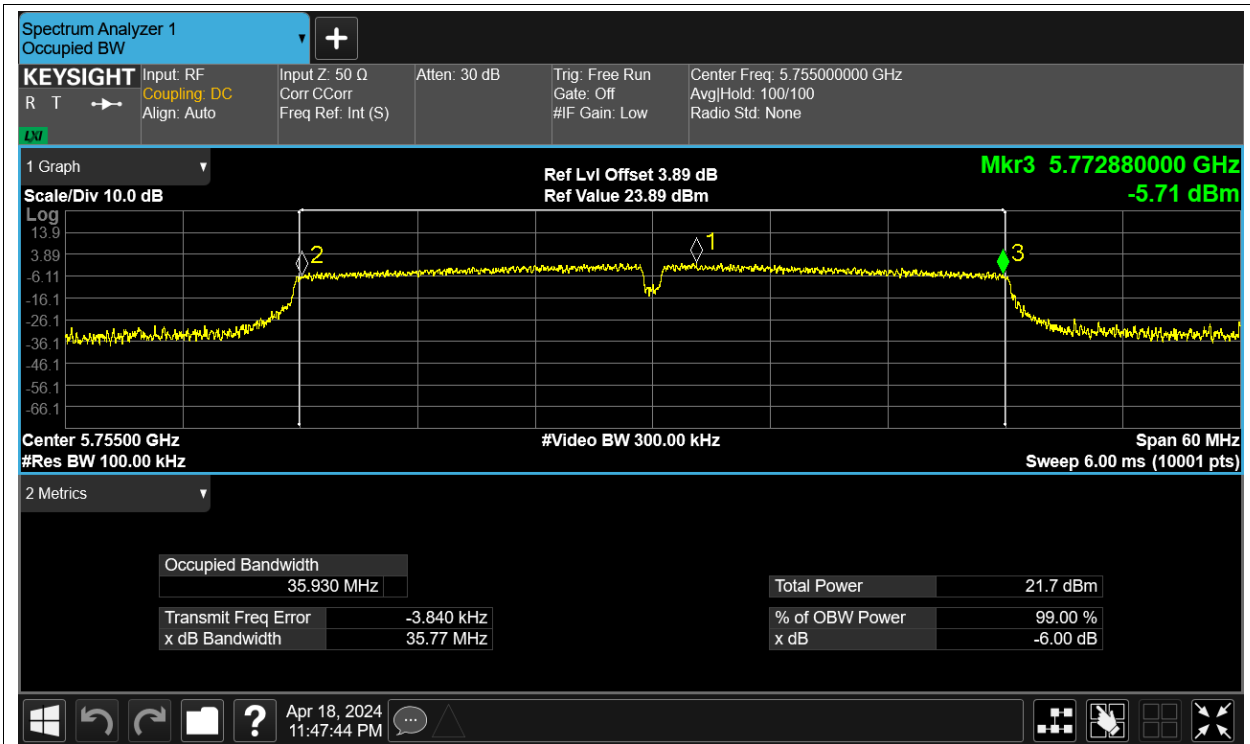 Spectrum Analyzer 1
Occupied BW
KEYSIGHT
R T
LXI
Input: RF
Coupling: DC
Align: Auto
Input Z: 50 Ω
Corr CCorr
Freq Ref: Int (S)
Atten: 30 dB
Trig: Free Run
Gate: Off
#IF Gain: Low
Center Freq: 5.755000000 GHz
Avg|Hold: 100/100
Radio Std: None
1 Graph
Scale/Div 10.0 dB
Ref Lvl Offset 3.89 dB
Ref Value 23.89 dBm
Mkr3 5.772880000 GHz
-5.71 dBm
Log
13.9
3.89
-6.11
-16.1
-26.1
-36.1
-46.1
-56.1
-66.1
2
1
3
Center 5.75500 GHz
#Res BW 100.00 kHz
#Video BW 300.00 kHz
Span 60 MHz
Sweep 6.00 ms (10001 pts)
2 Metrics
Occupied Bandwidth
35.930 MHz
Transmit Freq Error -3.840 kHz
x dB Bandwidth 35.77 MHz
Total Power 21.7 dBm
% of OBW Power 99.00 %
x dB -6.00 dB
?
Apr 18, 2024
11:47:44 PM